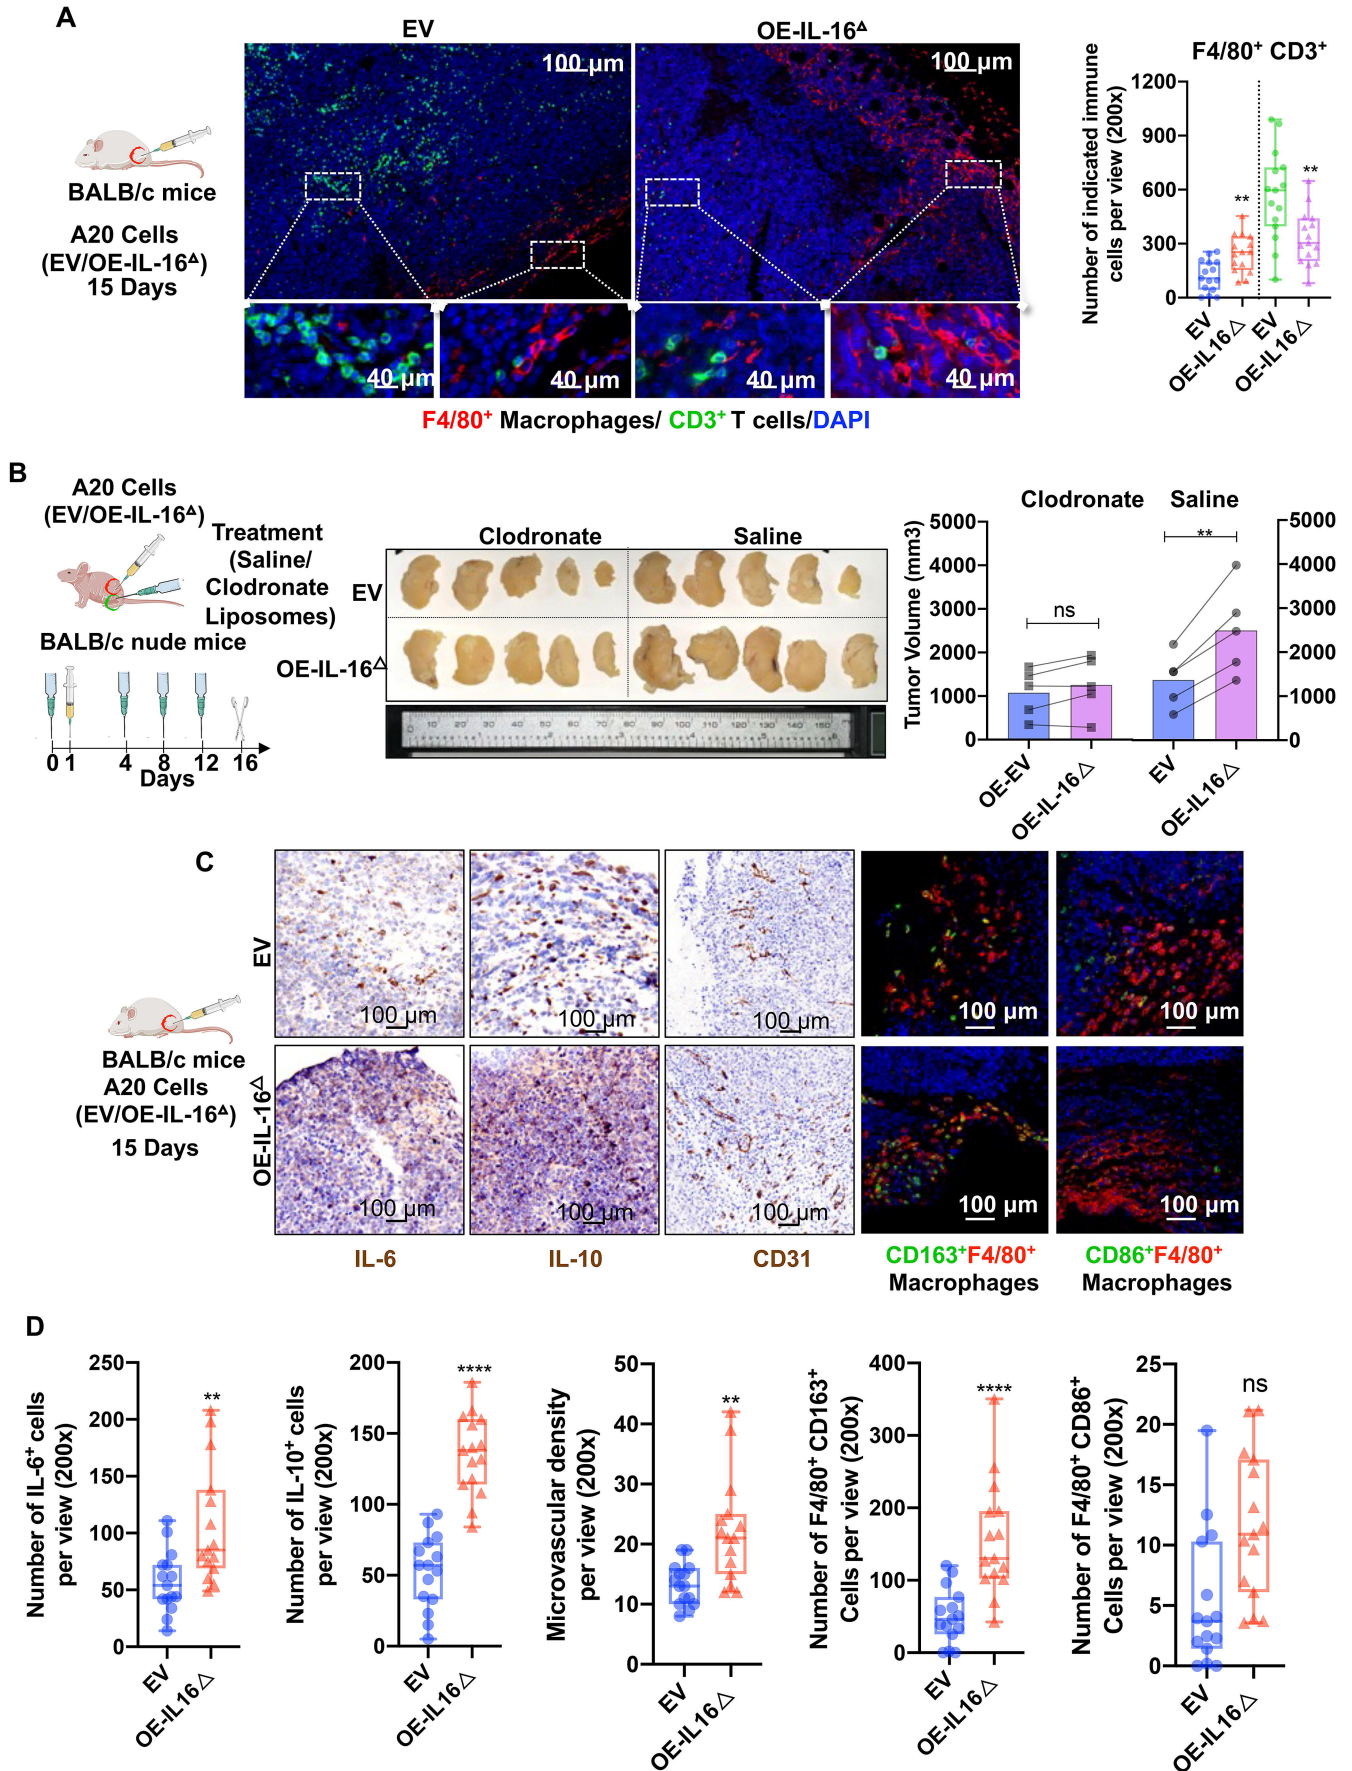 A
EV
OE-IL-16△
100 µm
100 µm
BALB/c mice
A20 Cells
(EV/OE-IL-16△)
15 Days
40 µm
40 µm
40 µm
40 µm
F4/80+ Macrophages/ CD3+ T cells/DAPI
F4/80+ CD3+
Number of indicated immune
cells per view (200x)
1200
900
600
300
0
**
**
EV
OE-IL16△
EV
OE-IL16△
B
A20 Cells
(EV/OE-IL-16△)
Treatment
(Saline/
Clodronate
Liposomes)
BALB/c nude mice
0 1 4 8 12 16
Days
Clodronate
Saline
EV
OE-IL-16△
Clodronate Saline
Tumor Volume (mm3)
5000
4000
3000
2000
1000
0
ns
**
5000
4000
3000
2000
1000
0
OE-EV
OE-IL-16△
EV
OE-IL16△
C
BALB/c mice
A20 Cells
(EV/OE-IL-16△)
15 Days
EV
100 µm
100 µm
100 µm
100 µm
100 µm
OE-IL-16△
100 µm
100 µm
100 µm
100 µm
100 µm
IL-6
IL-10
CD31
CD163+F4/80+
Macrophages
CD86+F4/80+
Macrophages
D
Number of IL-6+ cells
per view (200x)
250
200
150
100
50
0
**
EV
OE-IL16△
Number of IL-10+ cells
per view (200x)
200
150
100
50
0
****
EV
OE-IL16△
Microvascular density
per view (200x)
50
40
30
20
10
0
**
EV
OE-IL16△
Number of F4/80+ CD163+
Cells per view (200x)
400
300
200
100
0
****
EV
OE-IL16△
Number of F4/80+ CD86+
Cells per view (200x)
25
20
15
10
5
0
ns
EV
OE-IL16△